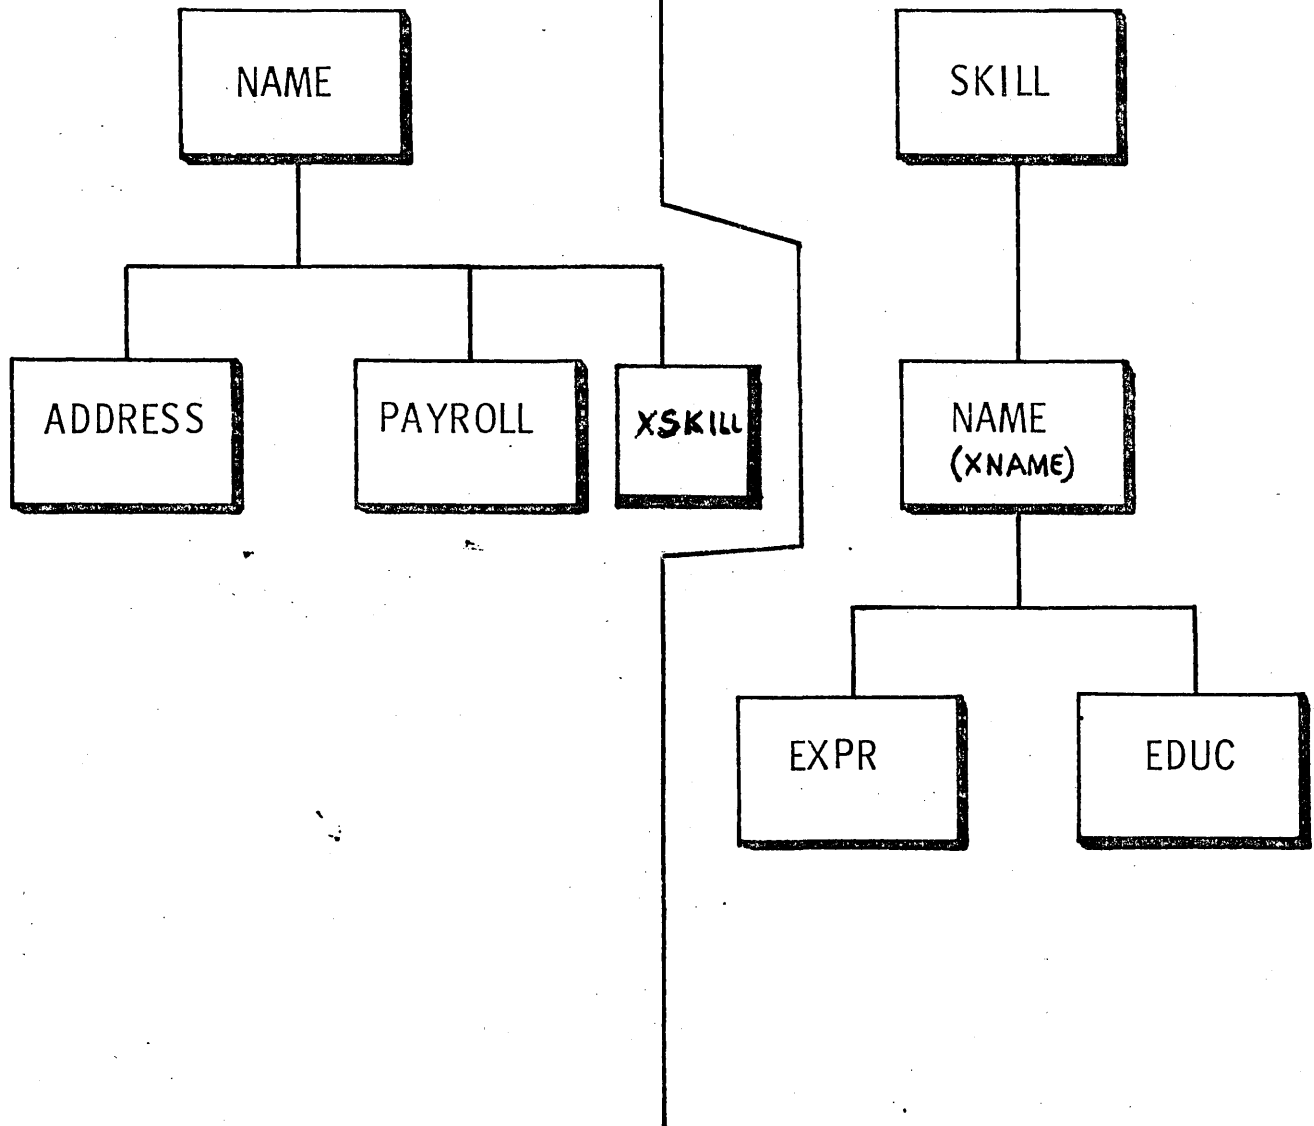 NAME
SKILL
ADDRESS
PAYROLL
XSKILL
NAME
(XNAME)
EXPR
EDUC